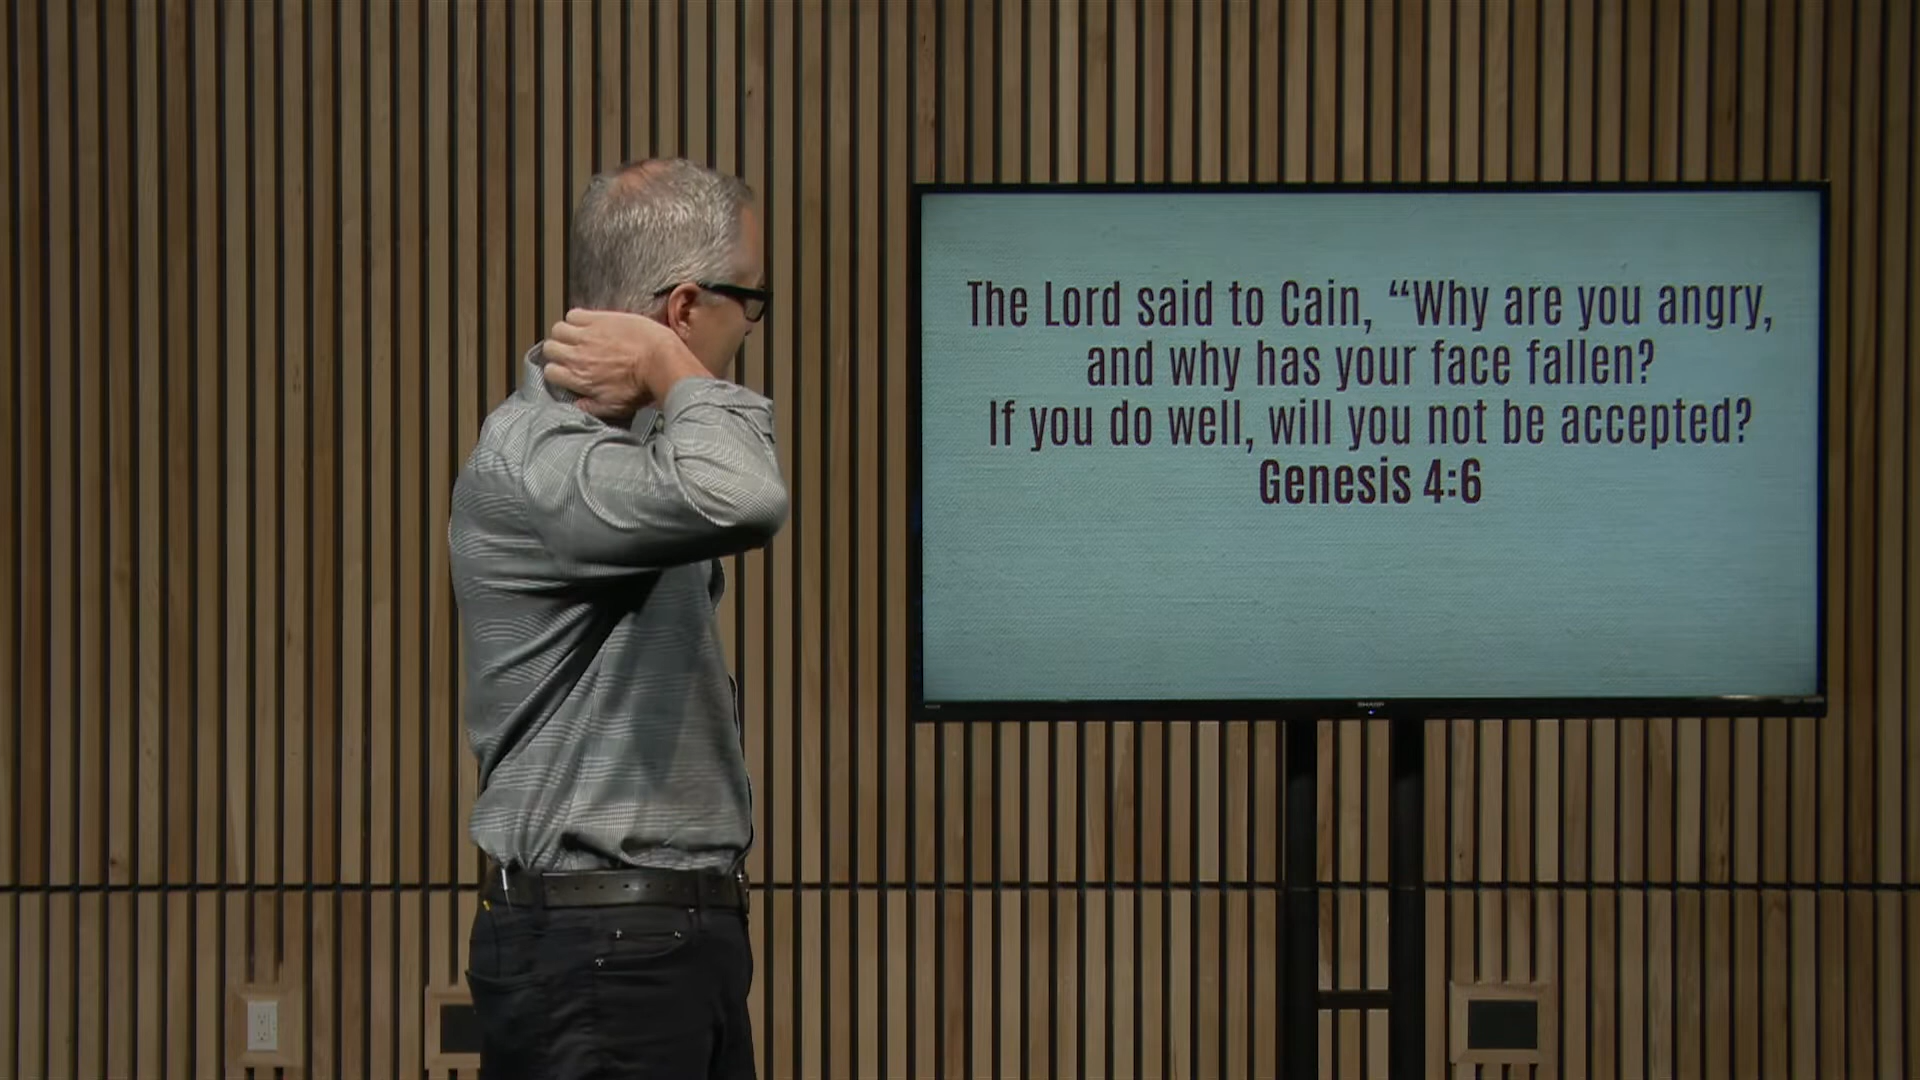 The Lord said to Cain, “Why are you angry,
and why has your face fallen?
If you do well, will you not be accepted?
Genesis 4:6
SHARP